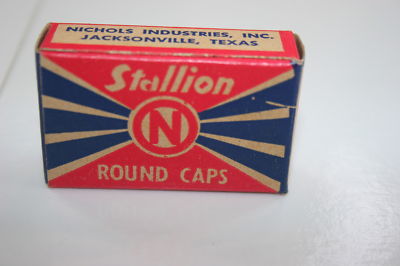 NICHOLS INDUSTRIES, INC.
JACKSONVILLE, TEXAS
Stallion
N
ROUND CAPS